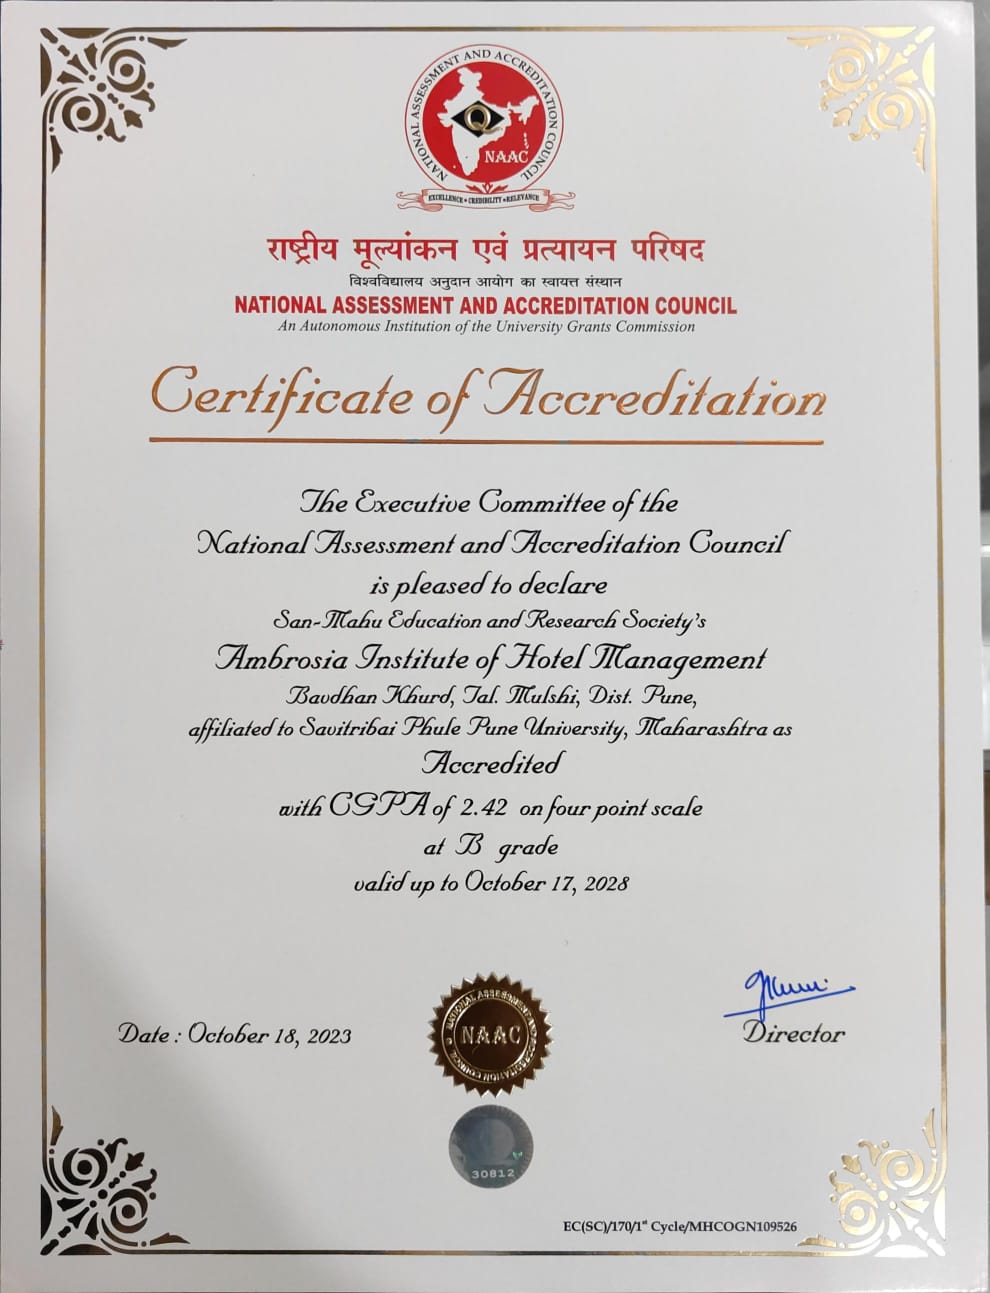 NATIONAL ASSESSMENT AND ACCREDITATION COUNCIL
Q
NAAC
EXCELLENCE • CREDIBILITY • RELEVANCE
राष्ट्रीय मूल्यांकन एवं प्रत्यायन परिषद
विश्वविद्यालय अनुदान आयोग का स्वायत्त संस्थान
NATIONAL ASSESSMENT AND ACCREDITATION COUNCIL
An Autonomous Institution of the University Grants Commission
Certificate of Accreditation
The Executive Committee of the
National Assessment and Accreditation Council
is pleased to declare
San-Mahu Education and Research Society's
Ambrosia Institute of Hotel Management
Bavdhan Khurd, Tal. Mulshi, Dist. Pune,
affiliated to Savitribai Phule Pune University, Maharashtra as
Accredited
with CGPA of 2.42 on four point scale
at B grade
valid up to October 17, 2028
Date : October 18, 2023
NATIONAL ASSESSMENT AND ACCREDITATION COUNCIL
NAAC
Director
30812
EC(SC)/170/1st Cycle/MHCOGN109526